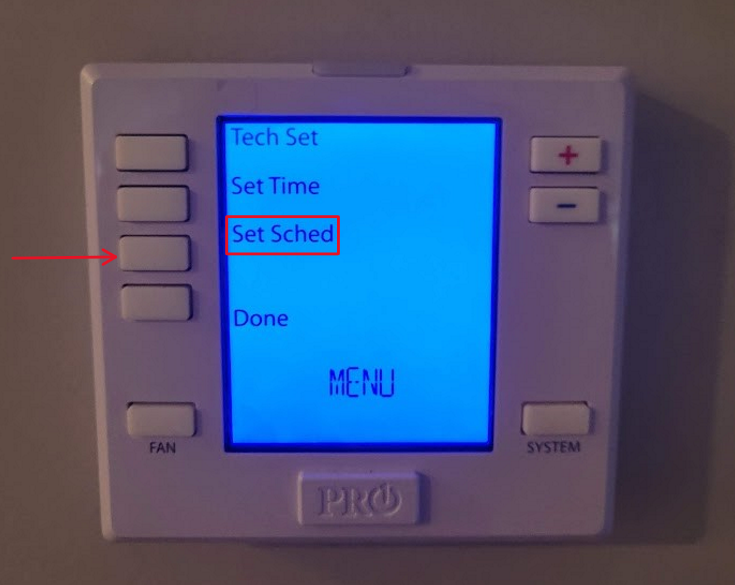 Tech Set
Set Time
+
Set Sched
-
Done
MENU
FAN
SYSTEM
PRO